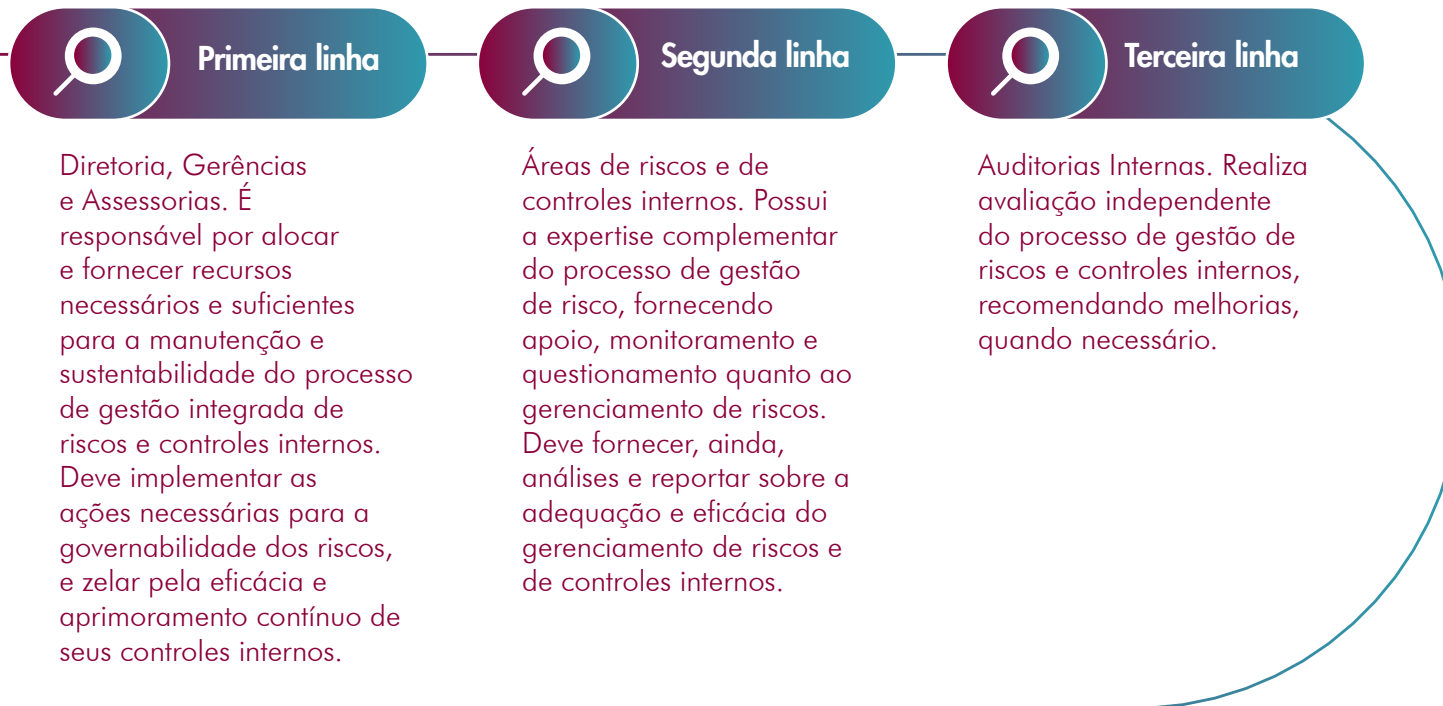 Primeira linha
Diretoria, Gerências
e Assessorias. É
responsável por alocar
e fornecer recursos
necessários e suficientes
para a manutenção e
sustentabilidade do processo
de gestão integrada de
riscos e controles internos.
Deve implementar as
ações necessárias para a
governabilidade dos riscos,
e zelar pela eficácia e
aprimoramento contínuo de
seus controles internos.
Segunda linha
Áreas de riscos e de
controles internos. Possui
a expertise complementar
do processo de gestão
de risco, fornecendo
apoio, monitoramento e
questionamento quanto ao
gerenciamento de riscos.
Deve fornecer, ainda,
análises e reportar sobre a
adequação e eficácia do
gerenciamento de riscos e
de controles internos.
Terceira linha
Auditorias Internas. Realiza
avaliação independente
do processo de gestão de
riscos e controles internos,
recomendando melhorias,
quando necessário.